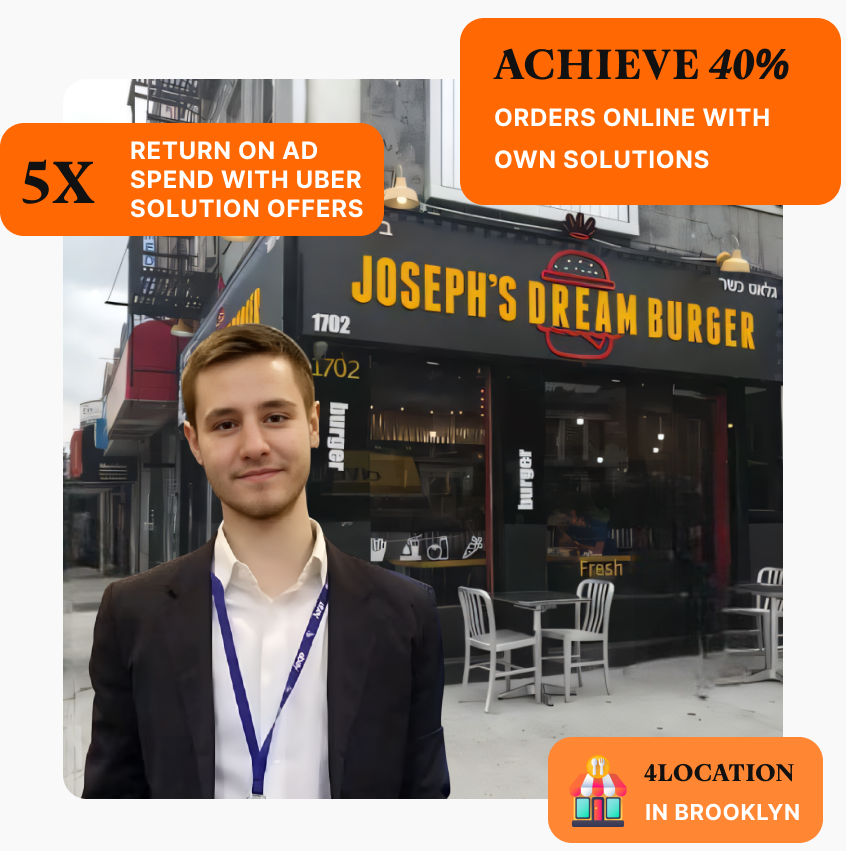 ACHIEVE 40%
ORDERS ONLINE WITH
OWN SOLUTIONS
5X
RETURN ON AD
SPEND WITH UBER
SOLUTION OFFERS
גלאט כשר
JOSEPH'S DREAM BURGER
1702
1702
burger
burger
Fresh
4LOCATION
IN BROOKLYN